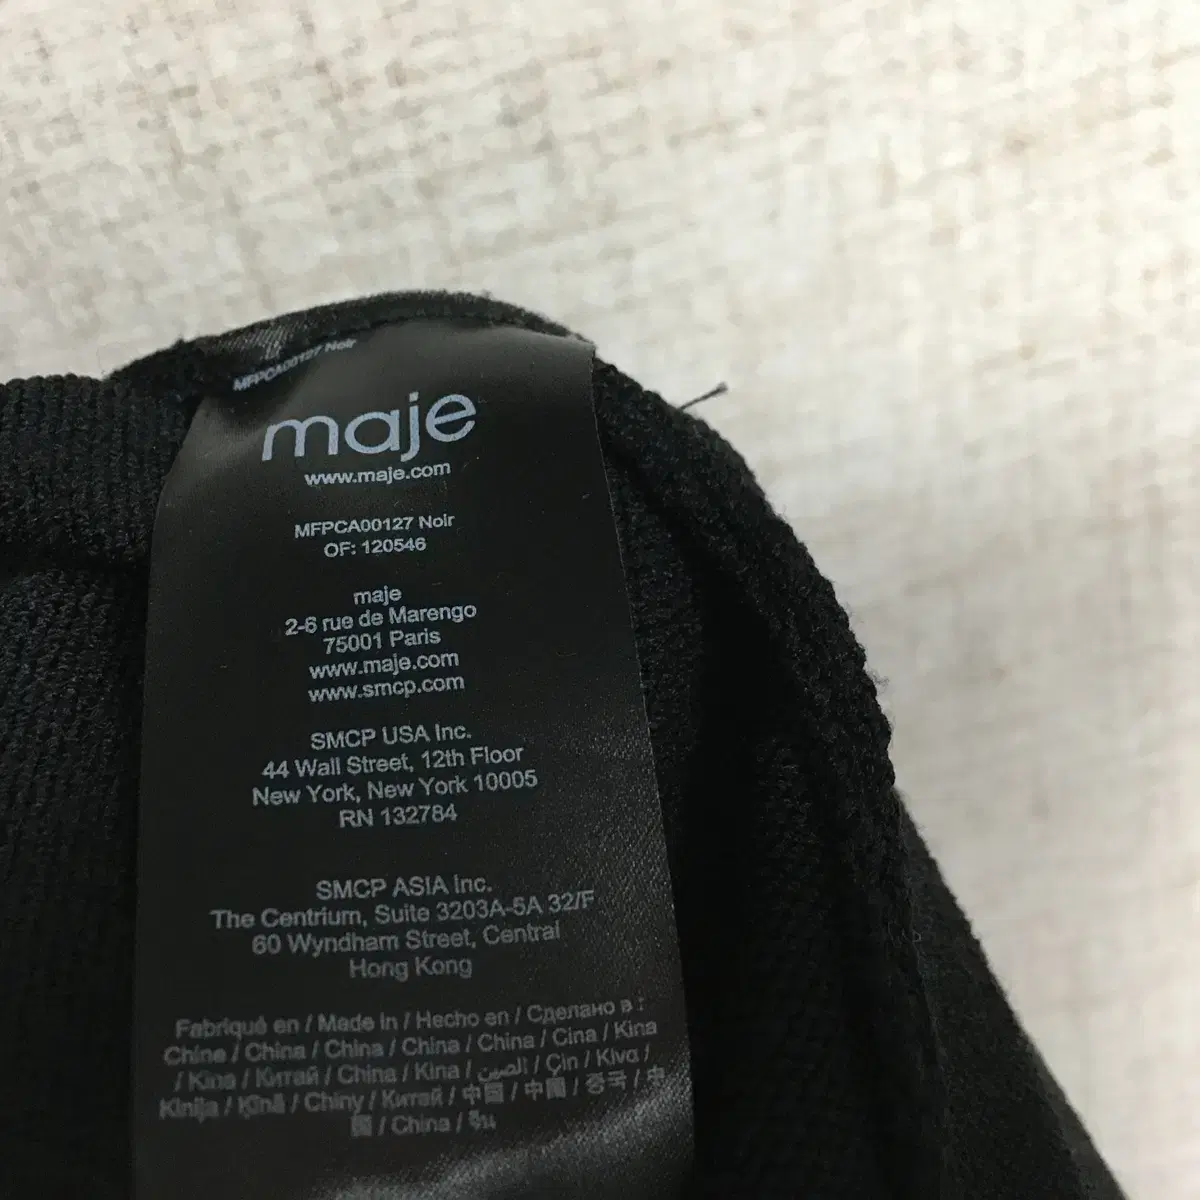 MFPCA00127 Noir
maje
www.maje.com
MFPCA00127 Noir
OF: 120546
maje
2-6 rue de Marengo
75001 Paris
www.maje.com
www.smcp.com
SMCP USA Inc.
44 Wall Street, 12th Floor
New York, New York 10005
RN 132784
SMCP ASIA Inc.
The Centrium, Suite 3203A-5A 32/F
60 Wyndham Street, Central
Hong Kong
Fabriqué en / Made in / Hecho en / Сделано в :
Chine / China / China / China / China / Cina / Kina
/ Kina / Китай / China / Kina / الصين / Çin / Κίνα /
Kinija / Ķīnā / Chiny / Китай / 中国 / 中國 / 중국 / 中
国 / China / จีน